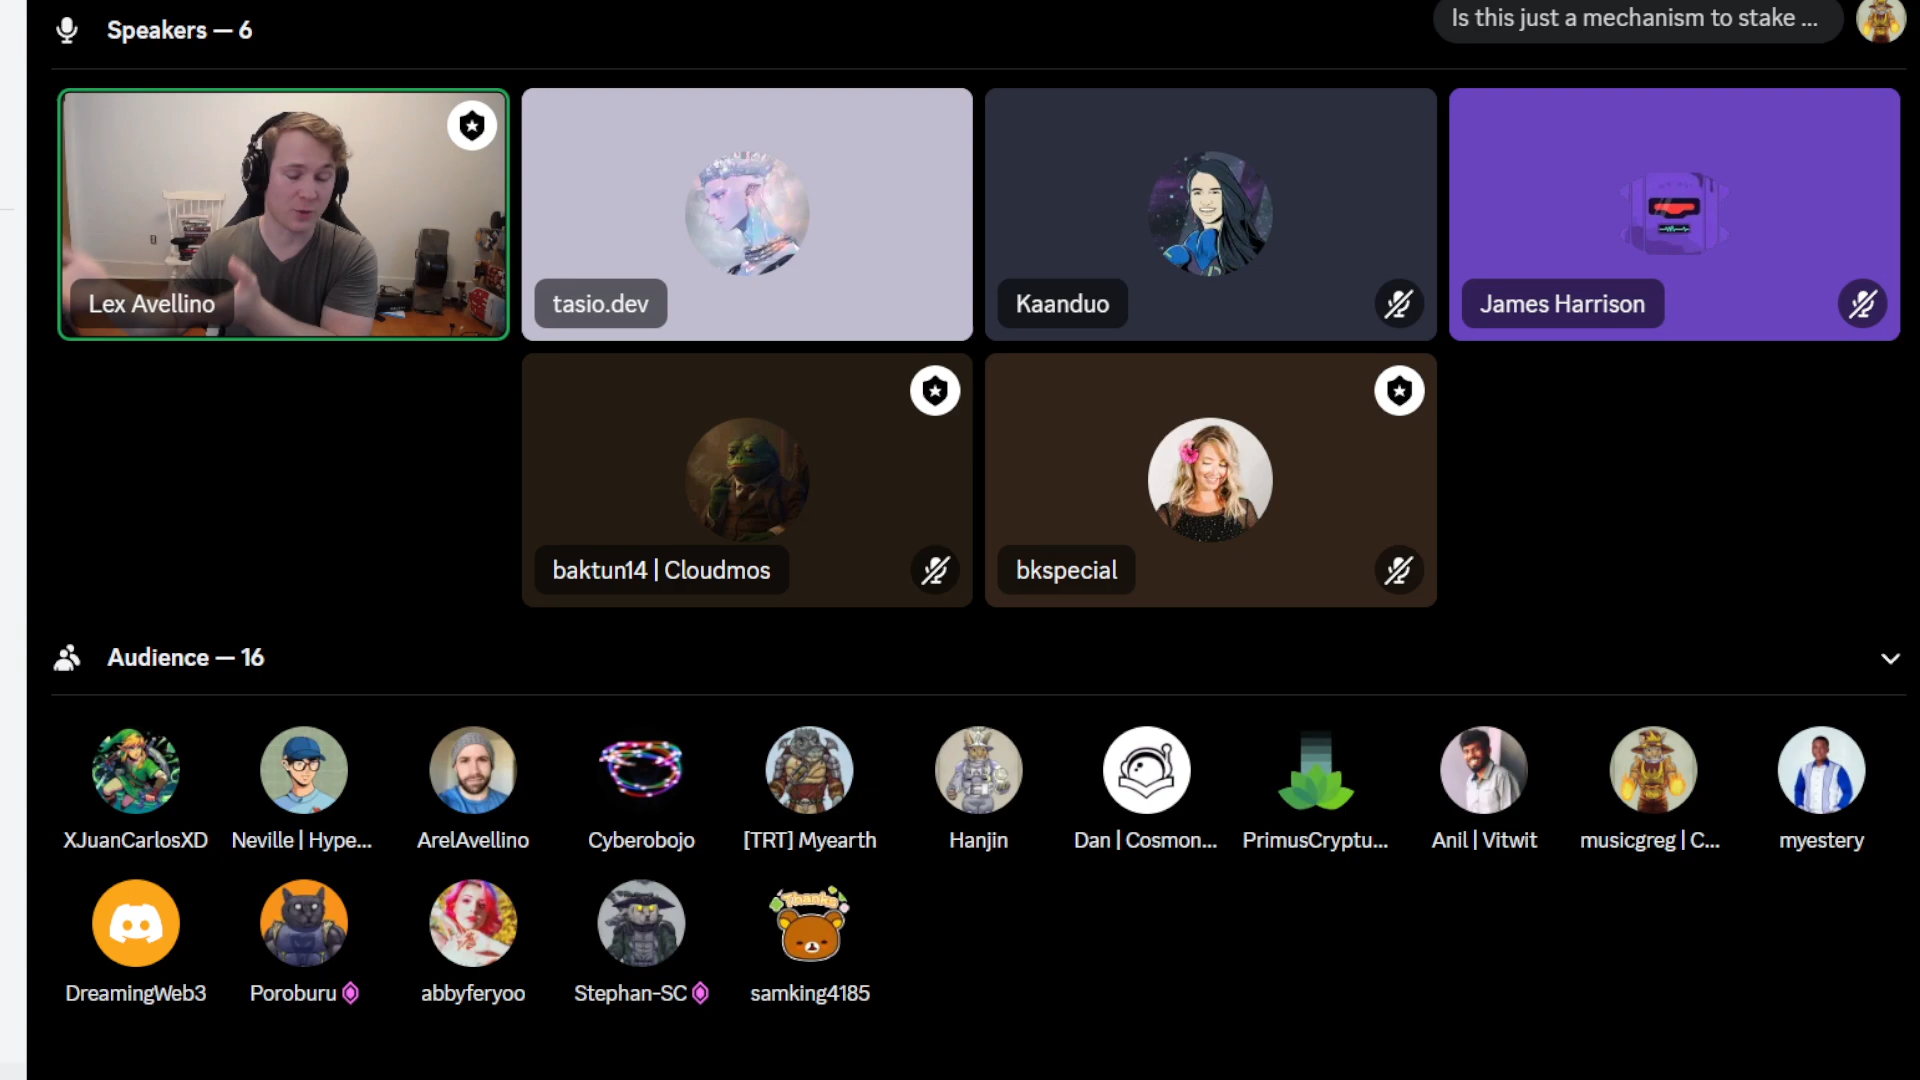 Speakers — 6
Is this just a mechanism to stake ...
Lex Avellino
tasio.dev
Kaanduo
James Harrison
baktun14 | Cloudmos
bkspecial
Audience — 16
XJuanCarlosXD
Neville | Hype...
ArelAvellino
Cyberobojo
[TRT] Myearth
Hanjin
Dan | Cosmon...
PrimusCryptu...
Anil | Vitwit
musicgreg | C...
myestery
Thanks
DreamingWeb3
Poroburu
abbyferyoo
Stephan-SC
samking4185